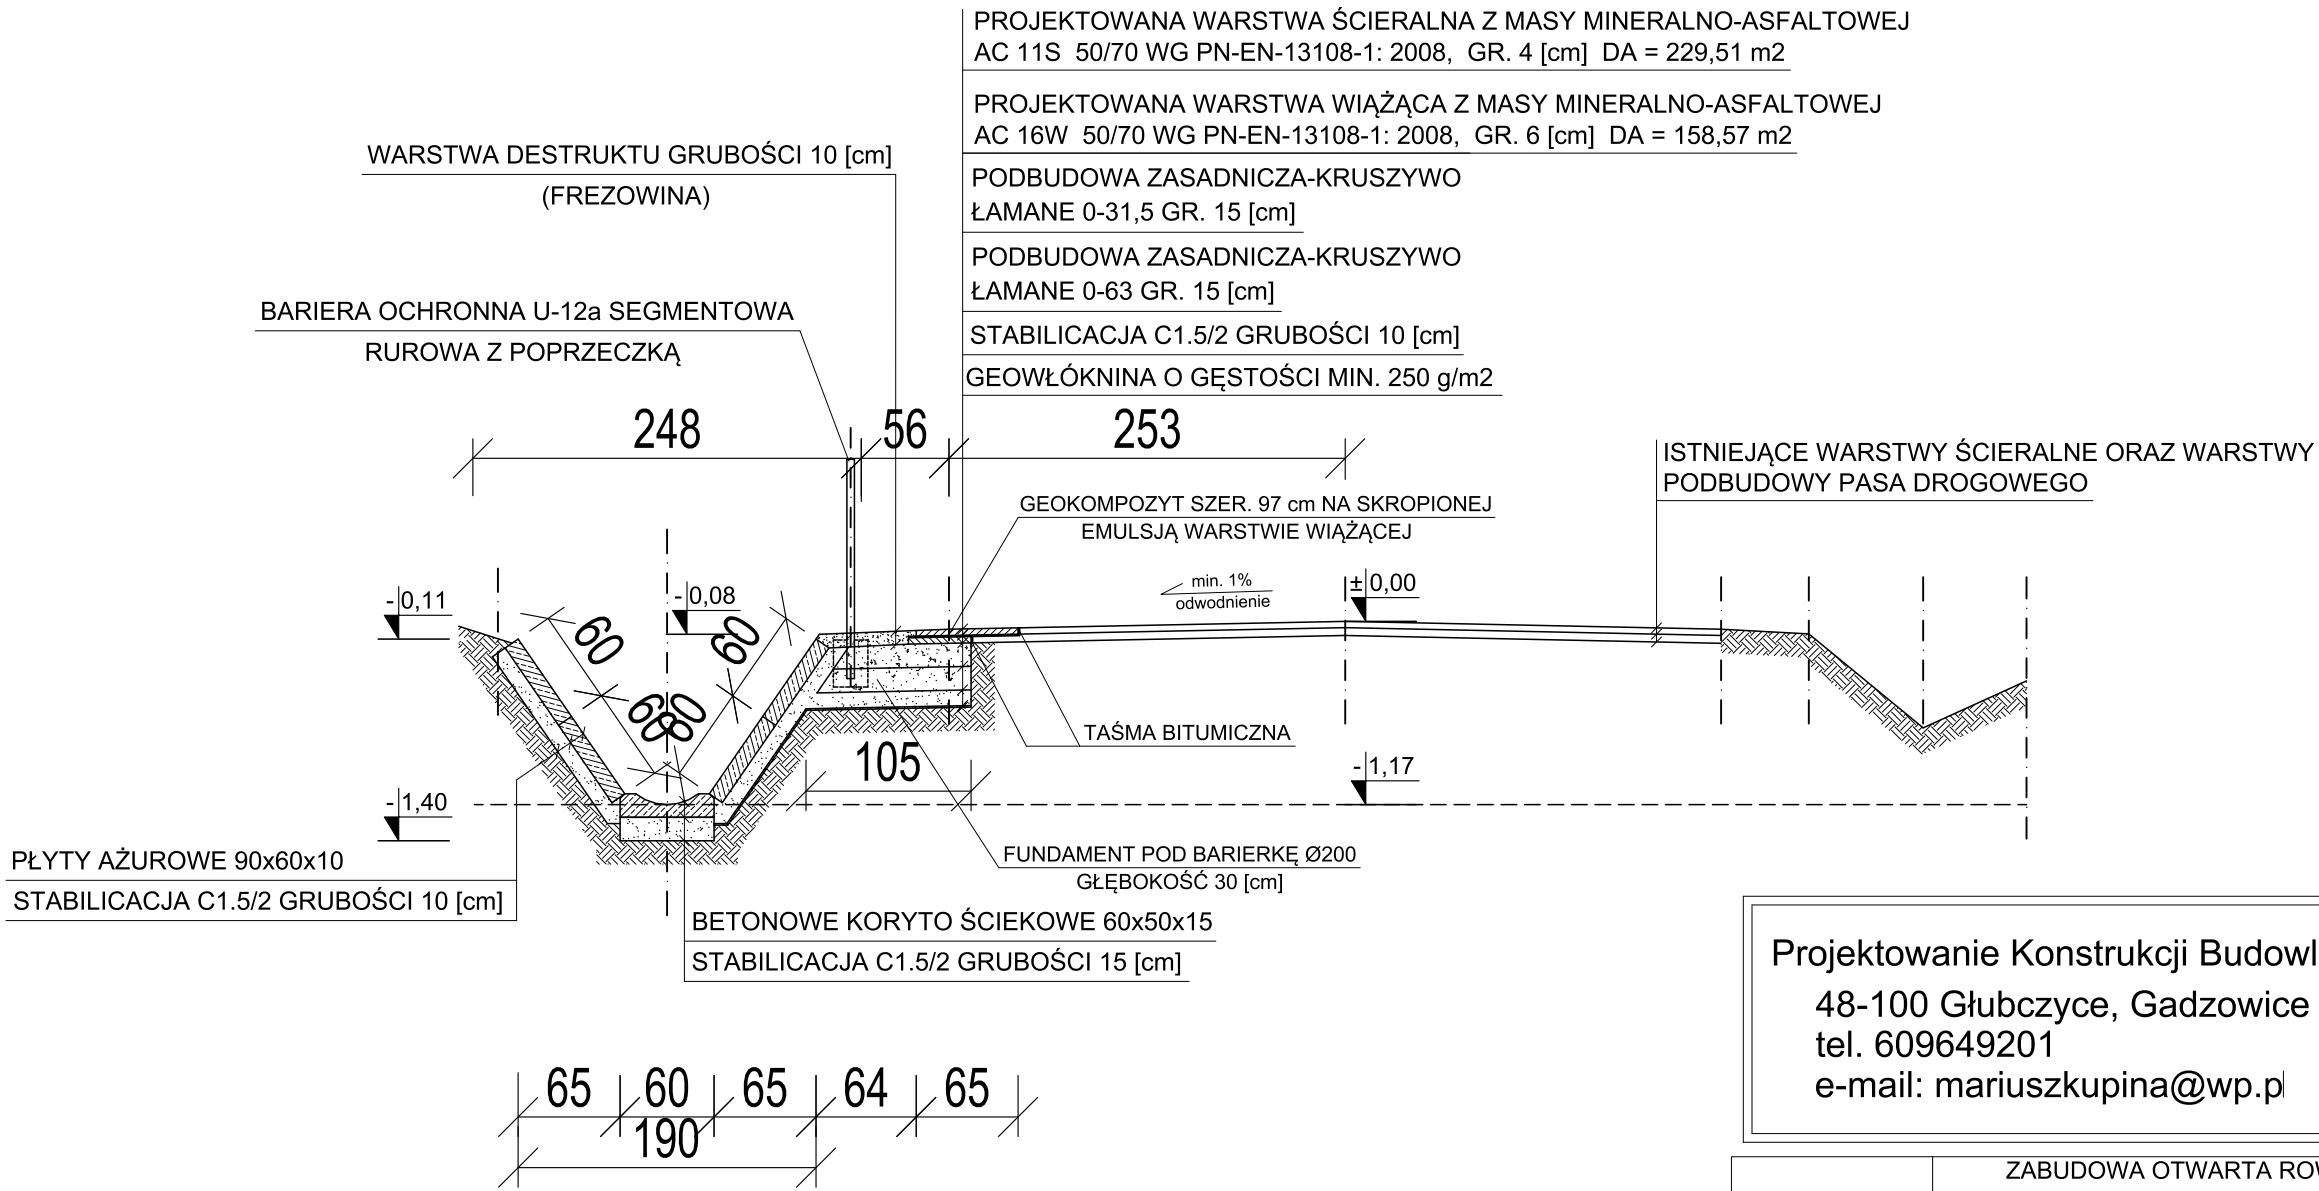 PROJEKTOWANA WARSTWA ŚCIERALNA Z MASY MINERALNO-ASFALTOWEJ
AC 11S 50/70 WG PN-EN-13108-1: 2008, GR. 4 [cm] DA = 229,51 m2
PROJEKTOWANA WARSTWA WIĄŻĄCA Z MASY MINERALNO-ASFALTOWEJ
AC 16W 50/70 WG PN-EN-13108-1: 2008, GR. 6 [cm] DA = 158,57 m2
WARSTWA DESTRUKTU GRUBOŚCI 10 [cm]
(FREZOWINA)
PODBUDOWA ZASADNICZA-KRUSZYWO
ŁAMANE 0-31,5 GR. 15 [cm]
PODBUDOWA ZASADNICZA-KRUSZYWO
ŁAMANE 0-63 GR. 15 [cm]
BARIERA OCHRONNA U-12a SEGMENTOWA
RUROWA Z POPRZECZKĄ
STABILICACJA C1.5/2 GRUBOŚCI 10 [cm]
GEOWŁÓKNINA O GĘSTOŚCI MIN. 250 g/m2
248
56
253
ISTNIEJĄCE WARSTWY ŚCIERALNE ORAZ WARSTWY
PODBUDOWY PASA DROGOWEGO
GEOKOMPOZYT SZER. 97 cm NA SKROPIONEJ
EMULSJĄ WARSTWIE WIĄŻĄCEJ
min. 1%
odwodnienie
±0,00
-0,11
-0,08
60
60
60
TAŚMA BITUMICZNA
105
-1,17
-1,40
PŁYTY AŻUROWE 90x60x10
STABILICACJA C1.5/2 GRUBOŚCI 10 [cm]
FUNDAMENT POD BARIERKĘ Ø200
GŁĘBOKOŚĆ 30 [cm]
BETONOWE KORYTO ŚCIEKOWE 60x50x15
STABILICACJA C1.5/2 GRUBOŚCI 15 [cm]
Projektowanie Konstrukcji Budowl
48-100 Głubczyce, Gadzowice
tel. 609649201
e-mail: mariuszkupina@wp.pl
65 60 65 64 65
190
ZABUDOWA OTWARTA ROW